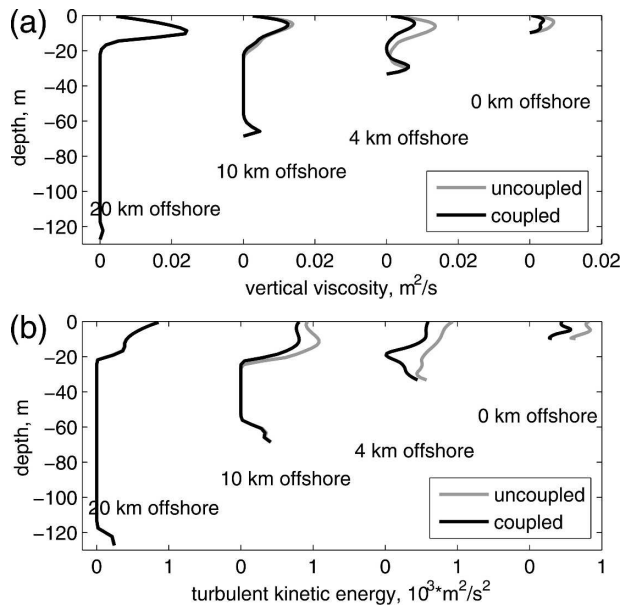 (a)
0
−20
−40
−60
−80
−100
−120
depth, m
20 km offshore
10 km offshore
4 km offshore
0 km offshore
uncoupled
coupled
0 0.02 0 0.02 0 0.02 0 0.02
vertical viscosity, m²/s
(b)
0
−20
−40
−60
−80
−100
−120
depth, m
20 km offshore
10 km offshore
4 km offshore
0 km offshore
uncoupled
coupled
0 1 0 1 0 1 0 1
turbulent kinetic energy, 10³*m²/s²